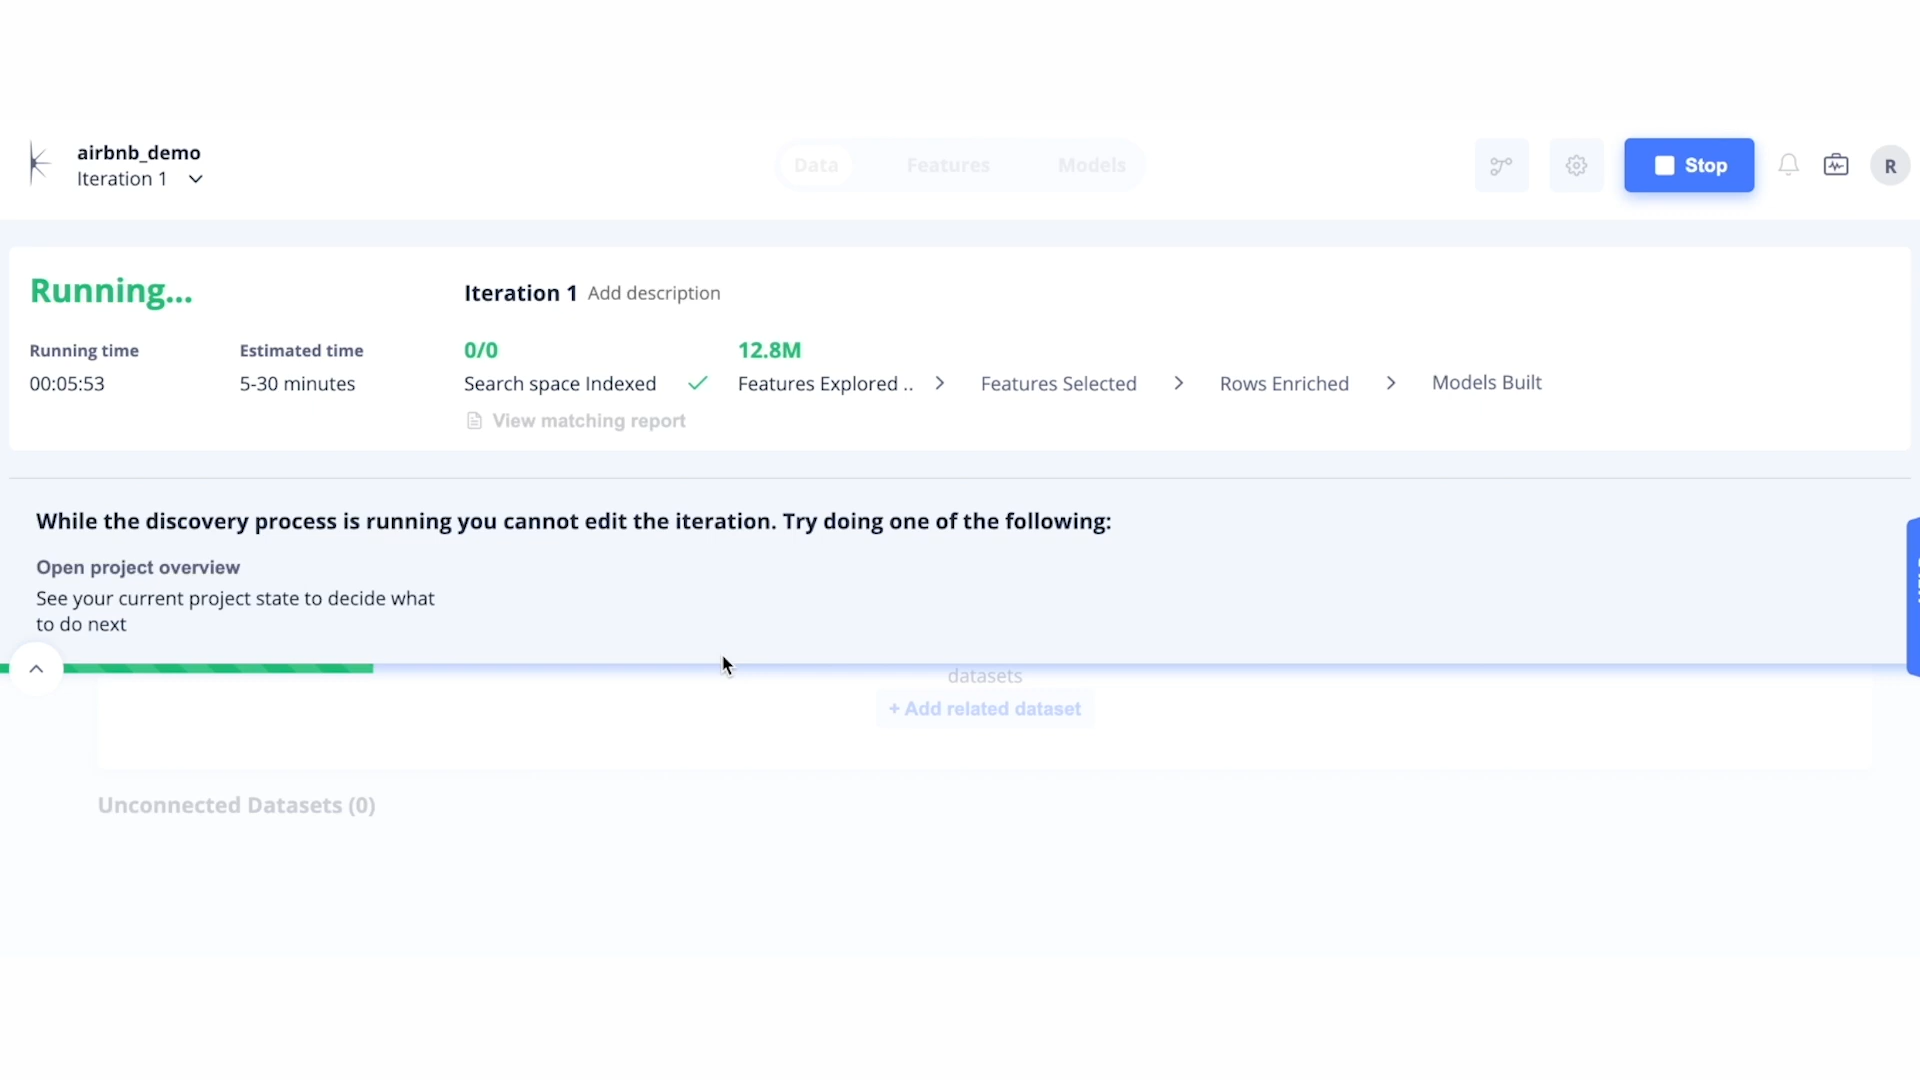 airbnb_demo
Iteration 1
Data Features Models
Stop
R
Running...
Iteration 1 Add description
Running time Estimated time 0/0 12.8M
00:05:53 5-30 minutes Search space Indexed Features Explored .. Features Selected Rows Enriched Models Built
View matching report
While the discovery process is running you cannot edit the iteration. Try doing one of the following:
Open project overview
See your current project state to decide what
to do next
datasets
+ Add related dataset
Unconnected Datasets (0)